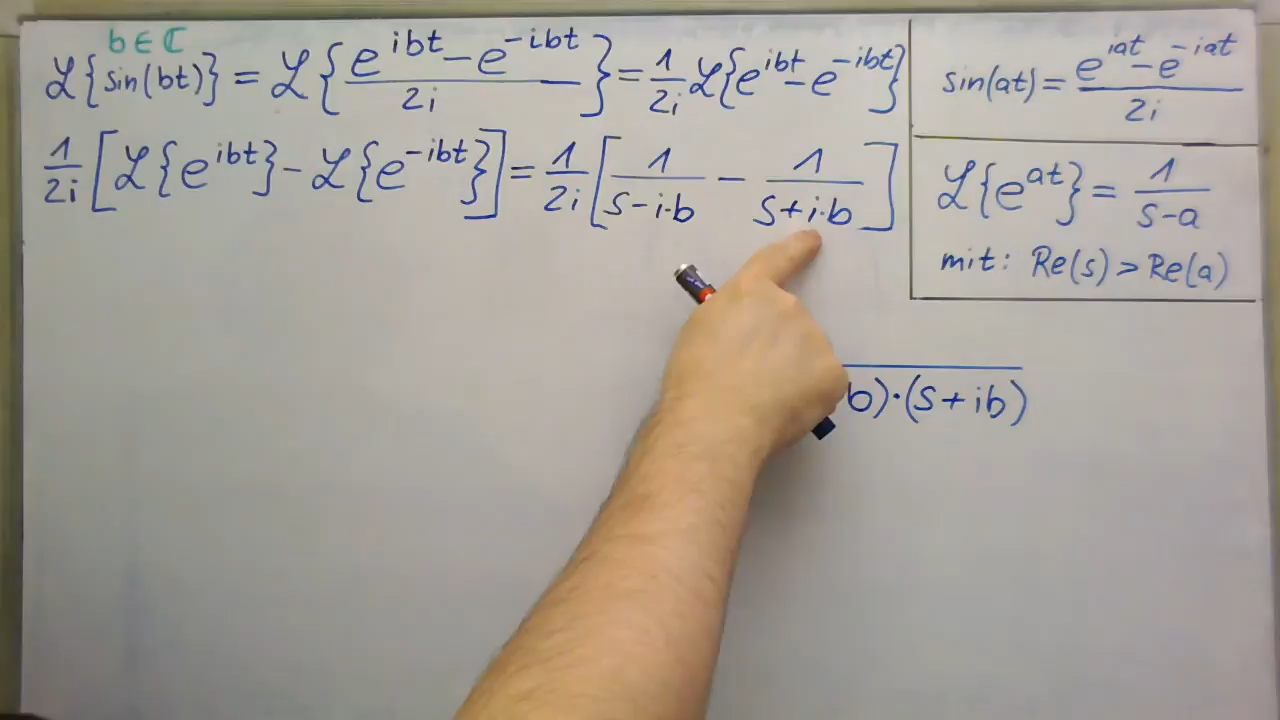 b ∈ ℂ
ℒ{sin(bt)} = ℒ{(e^{ibt} - e^{-ibt})/2i} = 1/2i ℒ{e^{ibt} - e^{-ibt}}
1/2i [ℒ{e^{ibt}} - ℒ{e^{-ibt}}] = 1/2i [1/(s-i·b) - 1/(s+i·b)]
b)·(s+ib)
sin(at) = (e^{iat} - e^{-iat})/2i
ℒ{e^{at}} = 1/(s-a)
mit: Re(s) > Re(a)